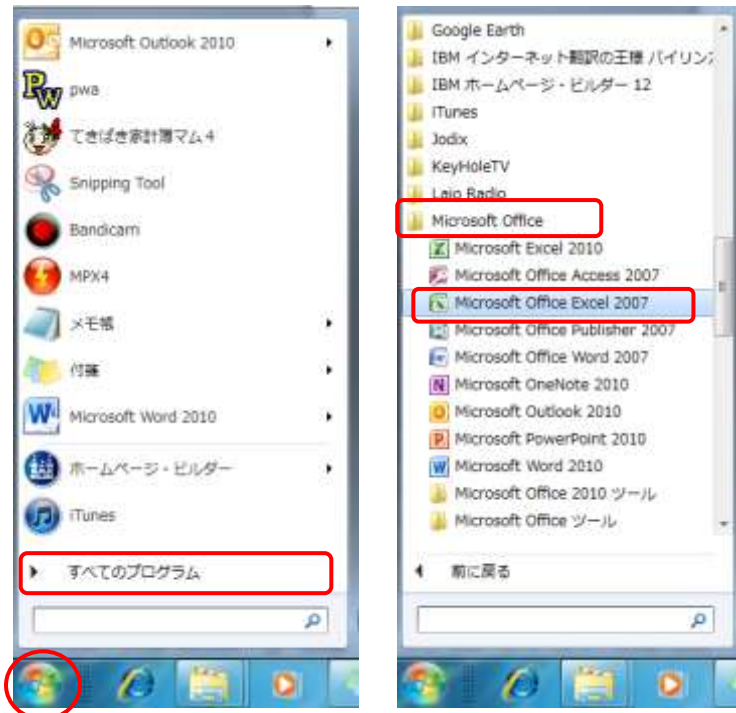 Microsoft Outlook 2010
pwa
てきぱき家計簿マム4
Snipping Tool
Bandicam
MPX4
メモ帳
付箋
Microsoft Word 2010
ホームページ・ビルダー
iTunes
すべてのプログラム
Google Earth
IBM インターネット翻訳の王様 バイリン
IBM ホームページ・ビルダー 12
iTunes
Jodix
KeyHoleTV
Laio Radio
Microsoft Office
Microsoft Excel 2010
Microsoft Office Access 2007
Microsoft Office Excel 2007
Microsoft Office Publisher 2007
Microsoft Office Word 2007
Microsoft OneNote 2010
Microsoft Outlook 2010
Microsoft PowerPoint 2010
Microsoft Word 2010
Microsoft Office 2010 ツール
Microsoft Office ツール
前に戻る